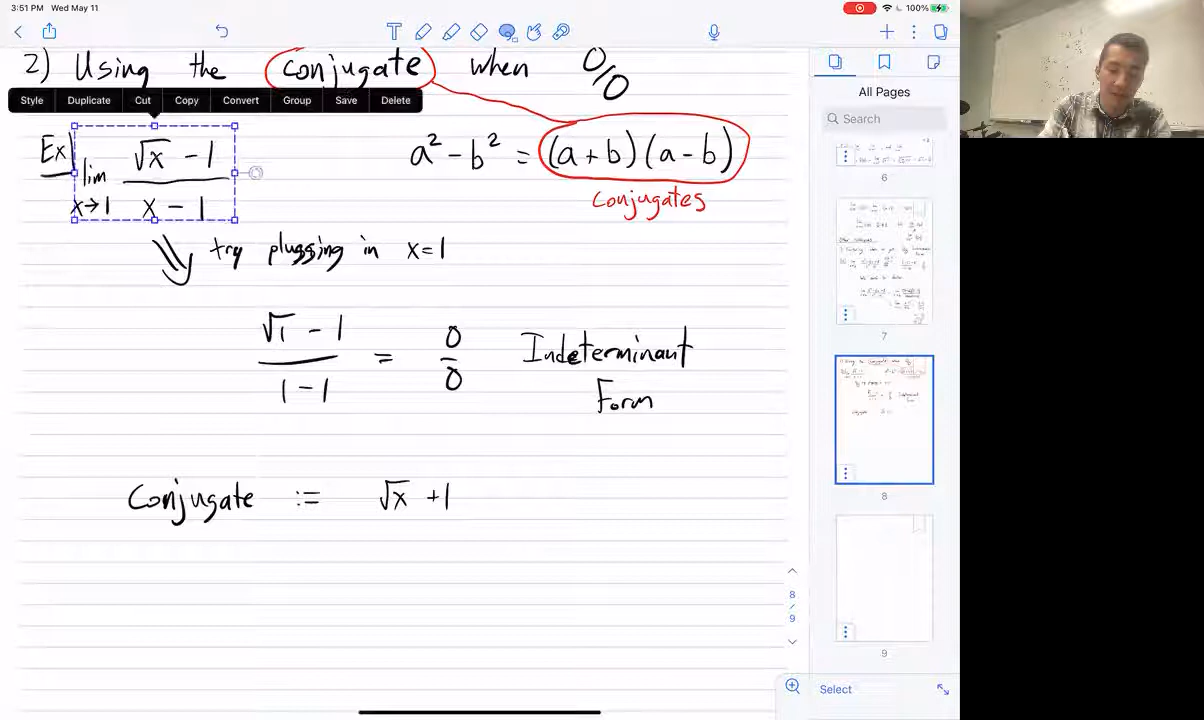 3:51 PM Wed May 11
100%
2) Using the conjugate when 0/0
Style Duplicate Cut Copy Convert Group Save Delete
Ex) lim x→1 (√x - 1)/(x - 1)
a² - b² = (a + b)(a - b)
conjugates
try plugging in x=1
(√1 - 1)/(1 - 1) = 0/0 Indeterminant
Form
Conjugate := √x +1
All Pages
Search
6
7
8
9
8
/
9
Select